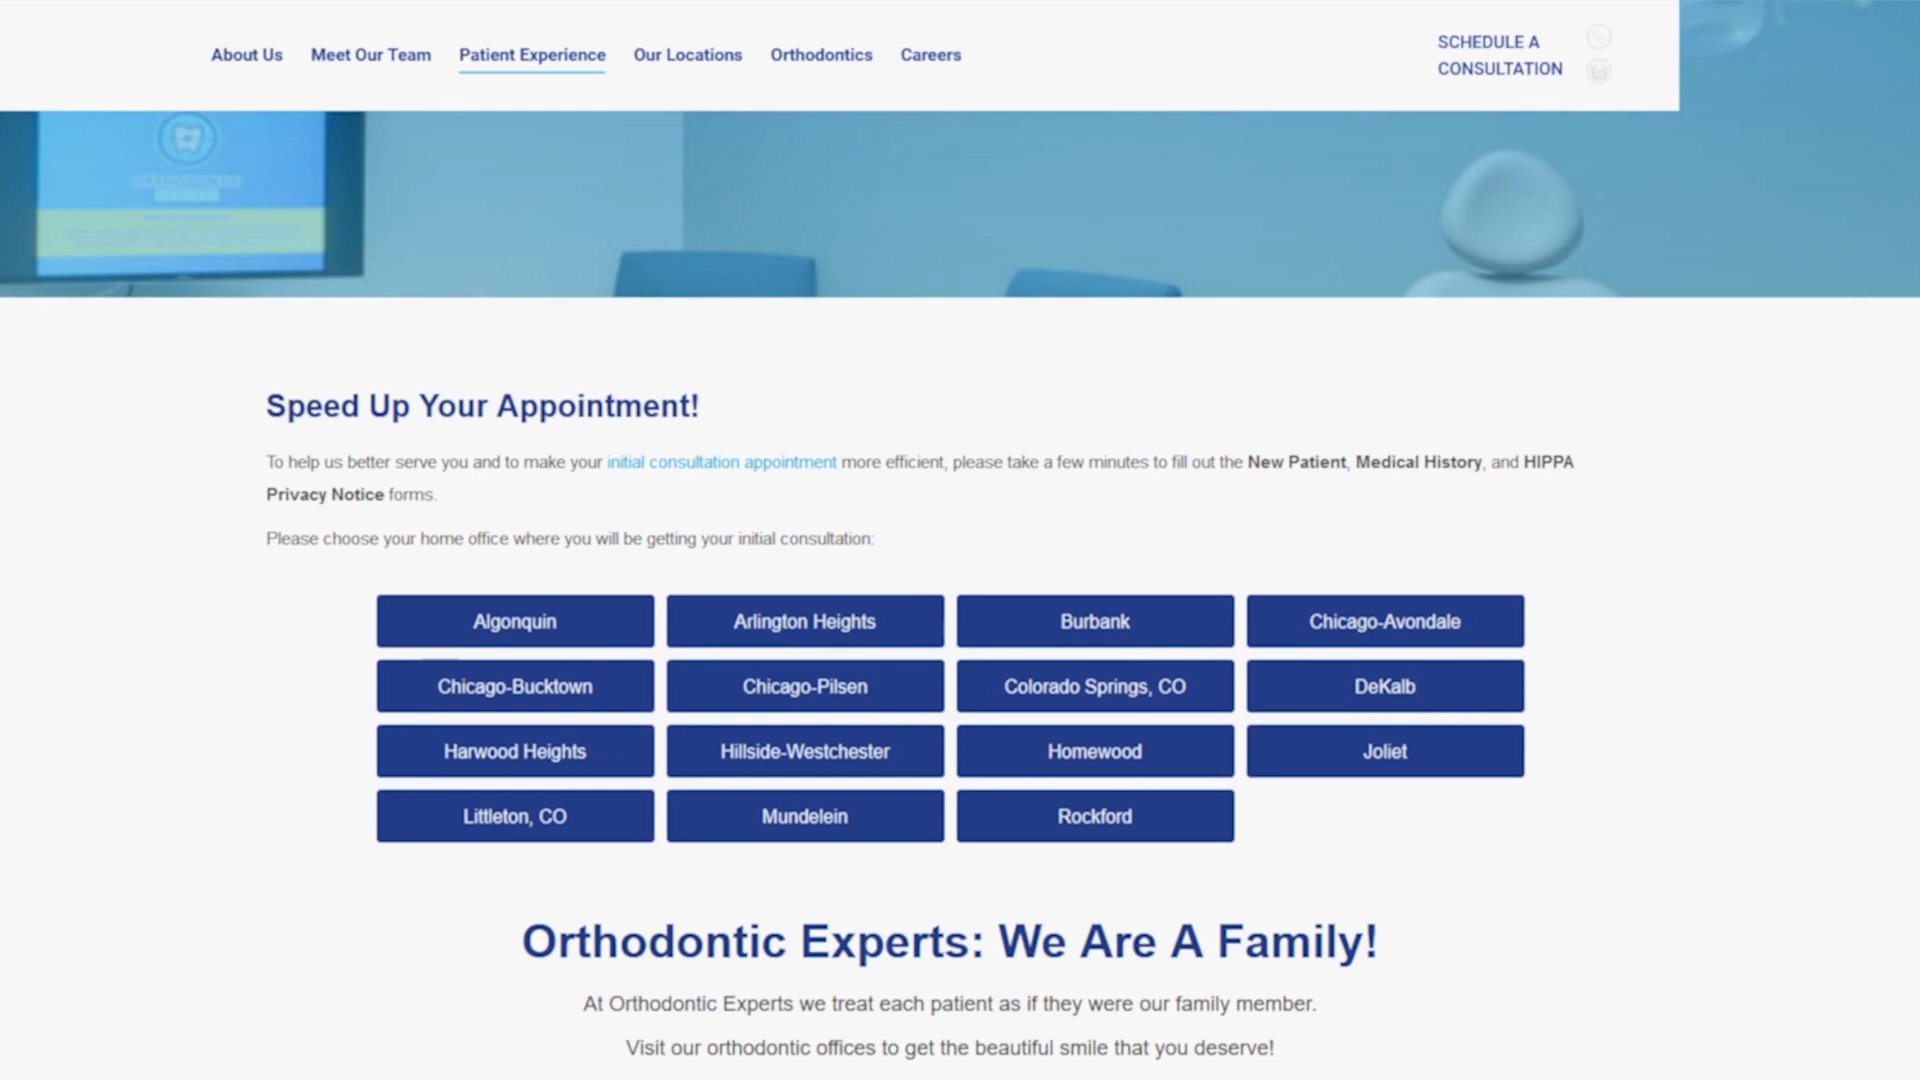 About Us Meet Our Team Patient Experience Our Locations Orthodontics Careers
SCHEDULE A
CONSULTATION
Speed Up Your Appointment!
To help us better serve you and to make your initial consultation appointment more efficient, please take a few minutes to fill out the New Patient, Medical History, and HIPPA
Privacy Notice forms.
Please choose your home office where you will be getting your initial consultation:
Algonquin Arlington Heights Burbank Chicago-Avondale
Chicago-Bucktown Chicago-Pilsen Colorado Springs, CO DeKalb
Harwood Heights Hillside-Westchester Homewood Joliet
Littleton, CO Mundelein Rockford
Orthodontic Experts: We Are A Family!
At Orthodontic Experts we treat each patient as if they were our family member.
Visit our orthodontic offices to get the beautiful smile that you deserve!